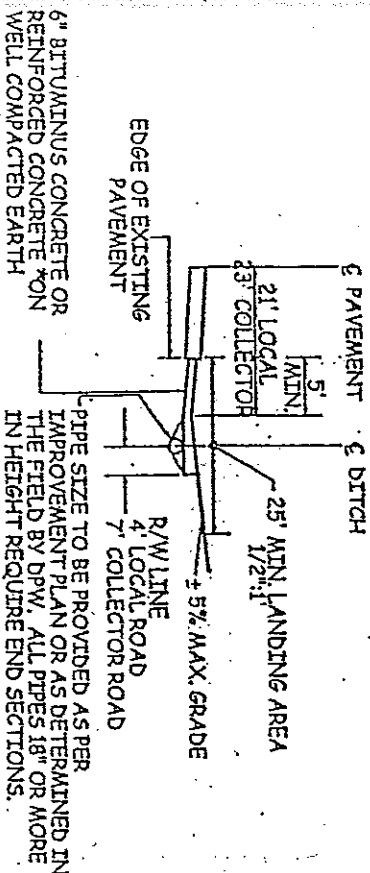 ℄ PAVEMENT
℄ DITCH
5'
MIN.
21' LOCAL
23' COLLECTOR
25' MIN. LANDING AREA
1/2":1'
±5% MAX. GRADE
EDGE OF EXISTING
PAVEMENT
R/W LINE
4' LOCAL ROAD
7' COLLECTOR ROAD
6" BITUMINUS CONCRETE OR
REINFORCED CONCRETE *ON
WELL COMPACTED EARTH
PIPE SIZE TO BE PROVIDED AS PER
IMPROVEMENT PLAN OR AS DETERMINED IN
THE FIELD BY DPW. ALL PIPES 18" OR MORE
IN HEIGHT REQUIRE END SECTIONS.